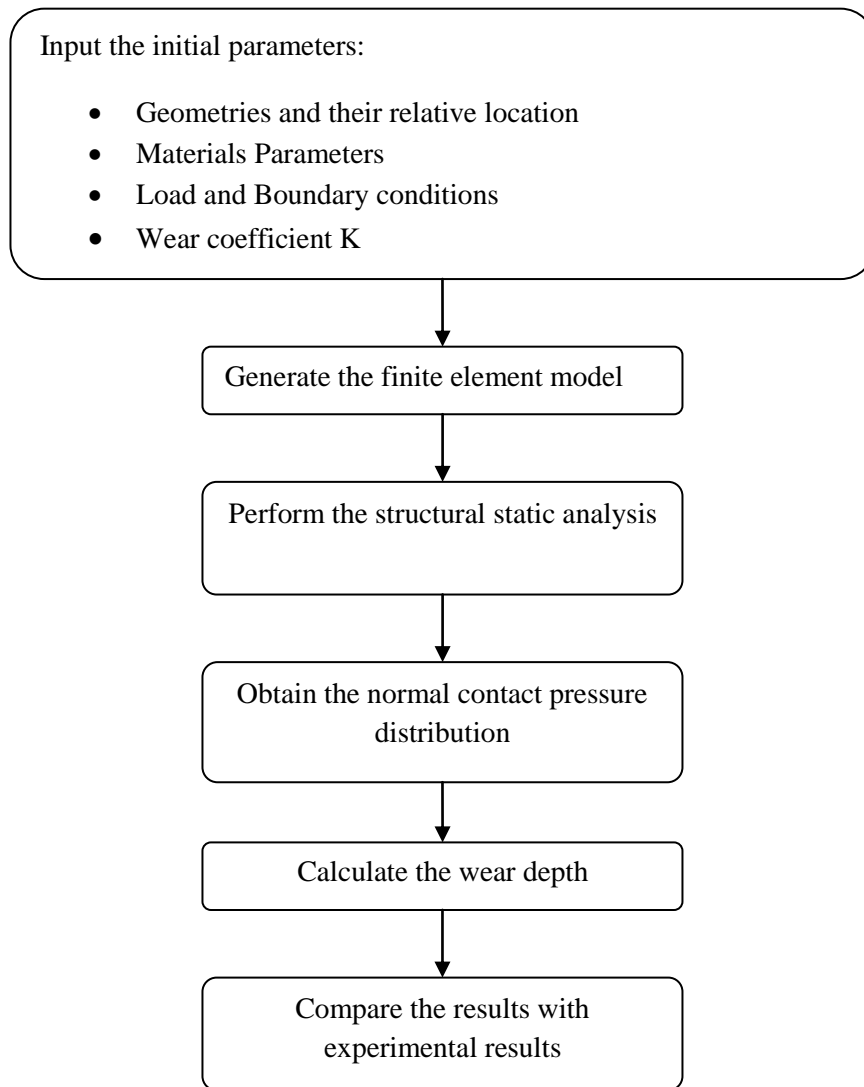 Input the initial parameters:
• Geometries and their relative location
• Materials Parameters
• Load and Boundary conditions
• Wear coefficient K
Generate the finite element model
Perform the structural static analysis
Obtain the normal contact pressure
distribution
Calculate the wear depth
Compare the results with
experimental results